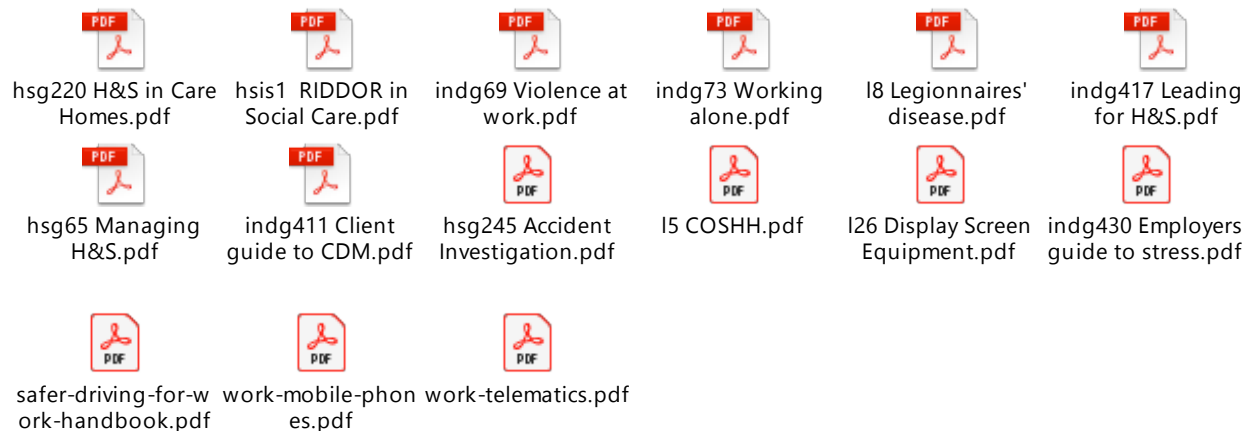 PDF PDF PDF PDF PDF PDF
hsg220 H&S in Care hsis1 RIDDOR in indg69 Violence at indg73 Working l8 Legionnaires' indg417 Leading
Homes.pdf Social Care.pdf work.pdf alone.pdf disease.pdf for H&S.pdf
PDF PDF PDF PDF PDF PDF
hsg65 Managing indg411 Client hsg245 Accident l5 COSHH.pdf l26 Display Screen indg430 Employers
H&S.pdf guide to CDM.pdf Investigation.pdf Equipment.pdf guide to stress.pdf
PDF PDF PDF
safer-driving-for-w work-mobile-phon work-telematics.pdf
ork-handbook.pdf es.pdf